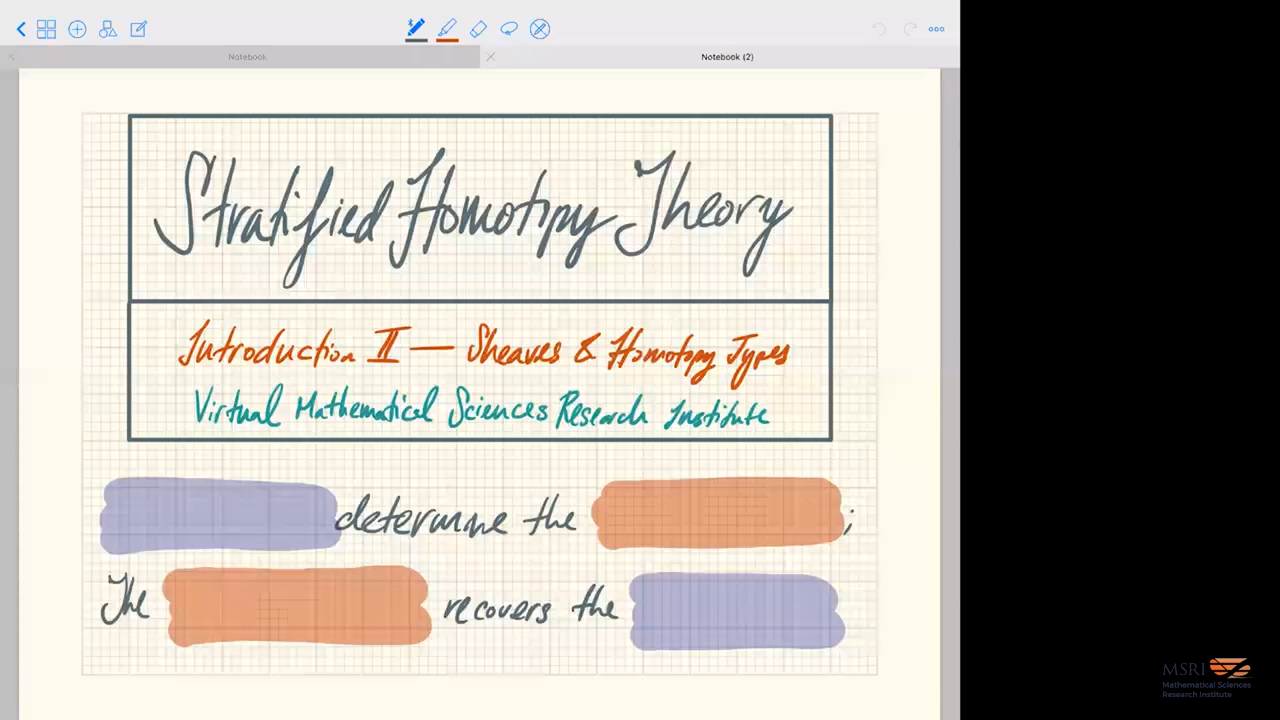 Notebook
Notebook (2)
Stratified Homotopy Theory
Introduction II — Sheaves & Homotopy Types
Virtual Mathematical Sciences Research Institute
determine the ;
The recovers the
MSRI
Mathematical Sciences
Research Institute